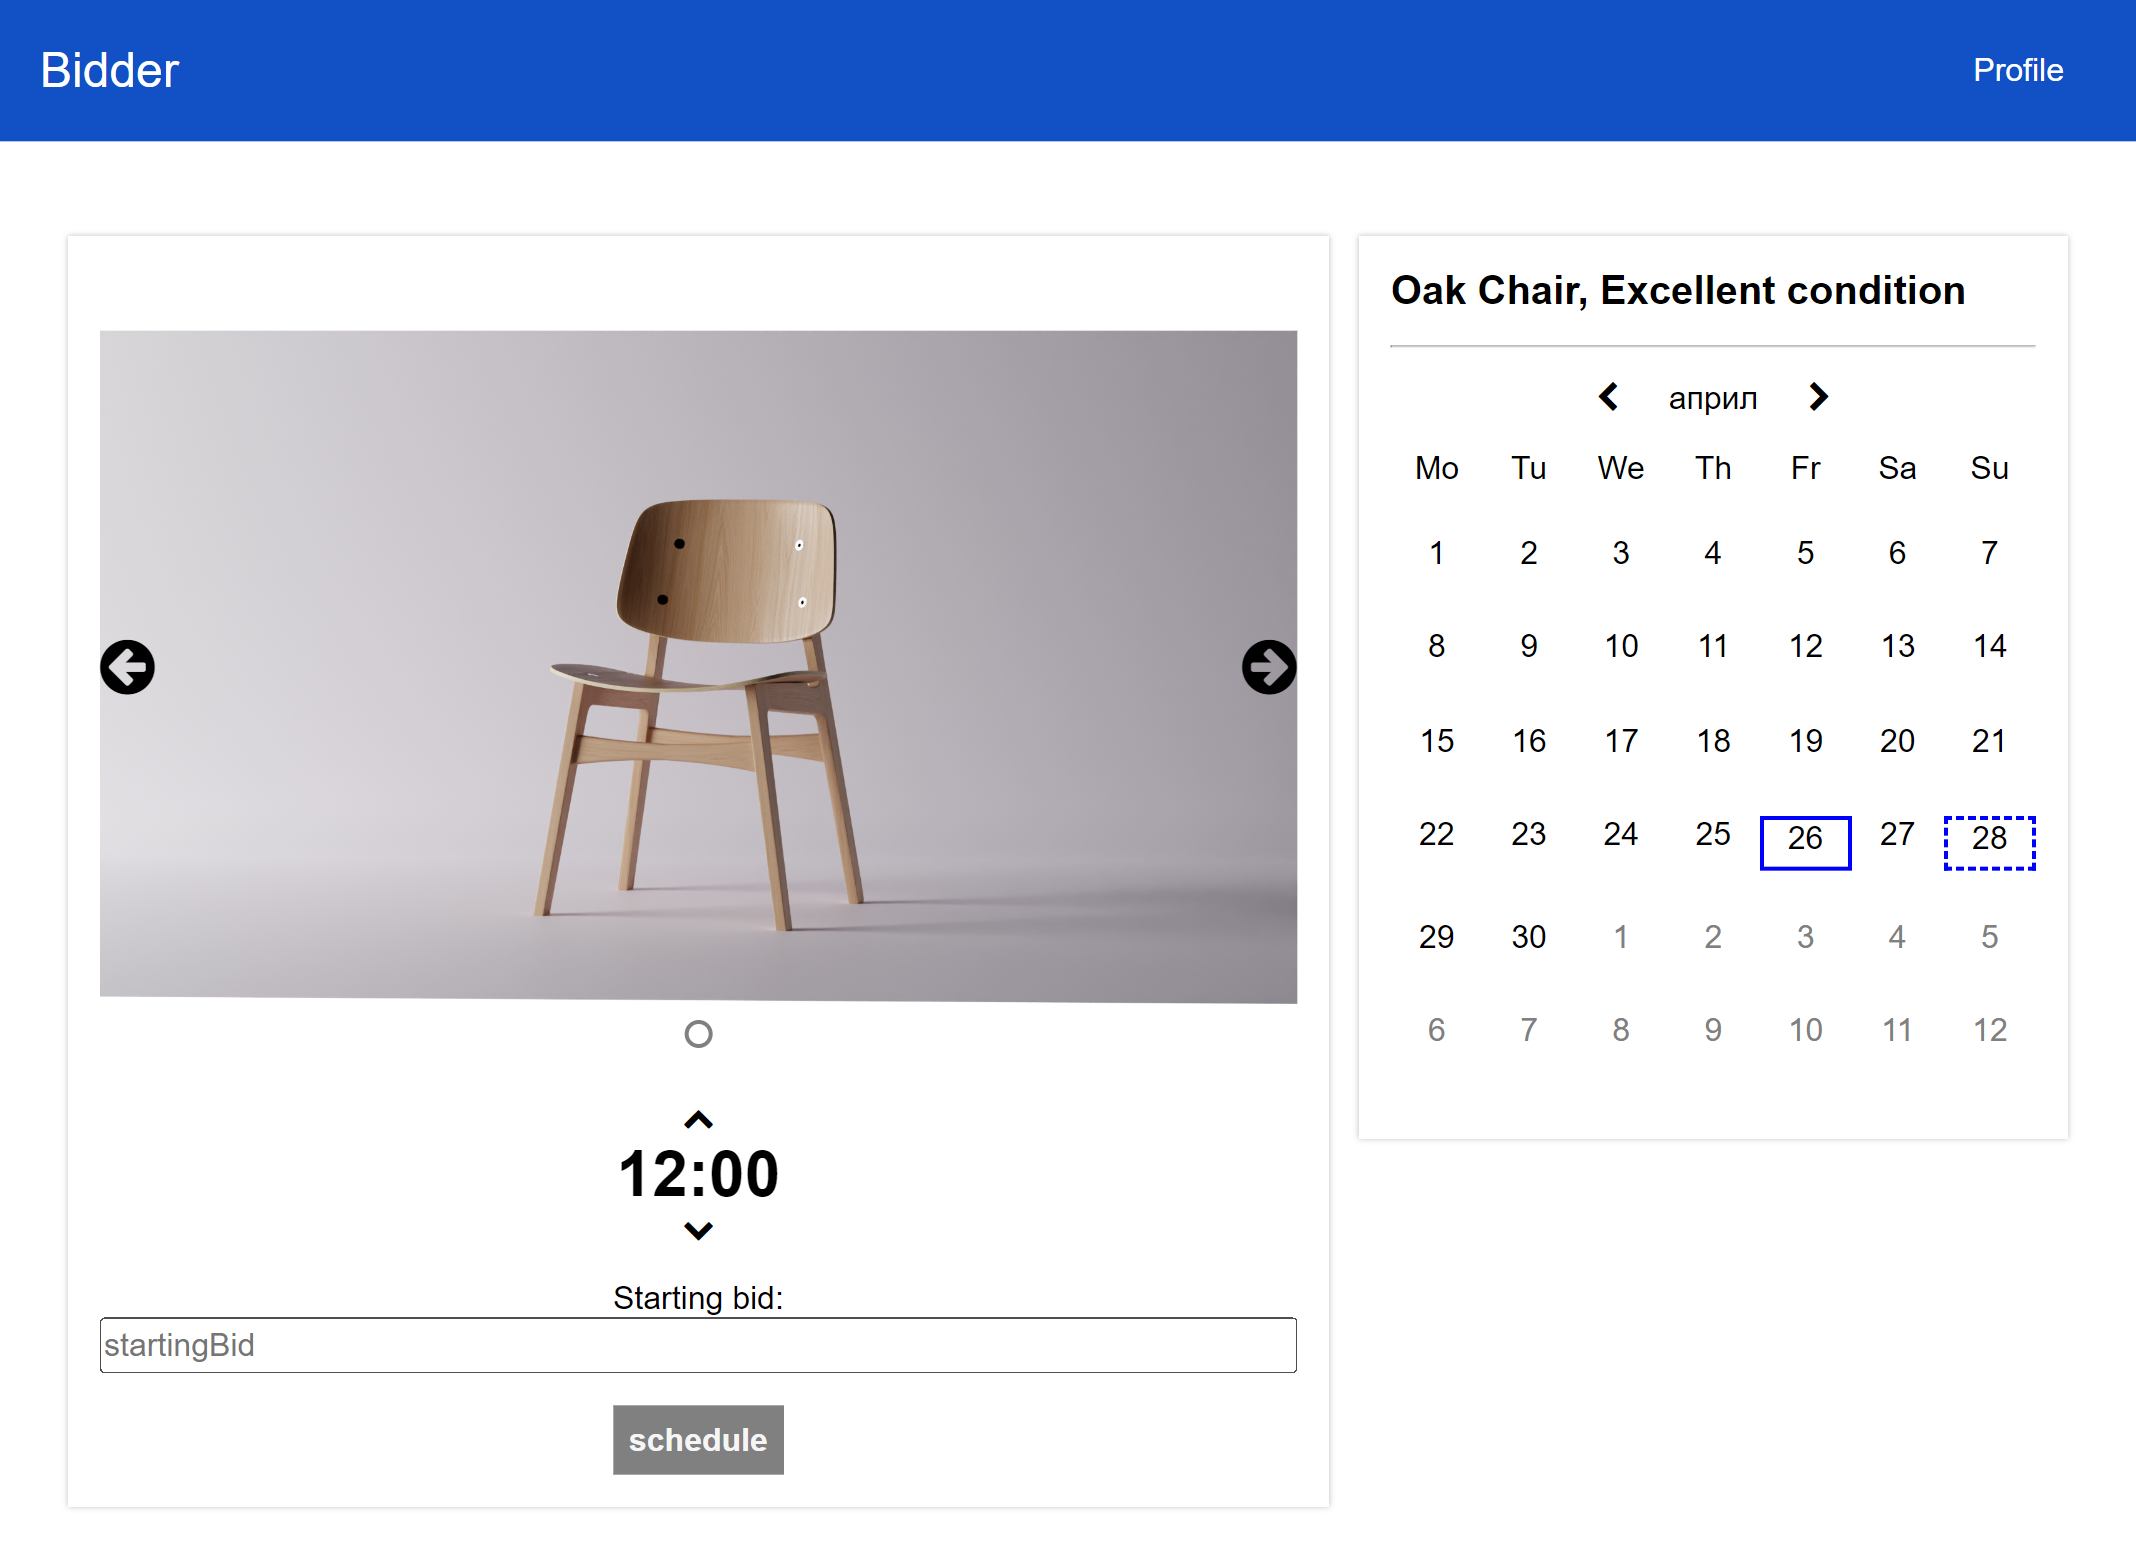 Bidder
Profile
Oak Chair, Excellent condition
април
Mo Tu We Th Fr Sa Su
1 2 3 4 5 6 7
8 9 10 11 12 13 14
15 16 17 18 19 20 21
22 23 24 25 26 27 28
29 30 1 2 3 4 5
6 7 8 9 10 11 12
12:00
Starting bid:
startingBid
schedule